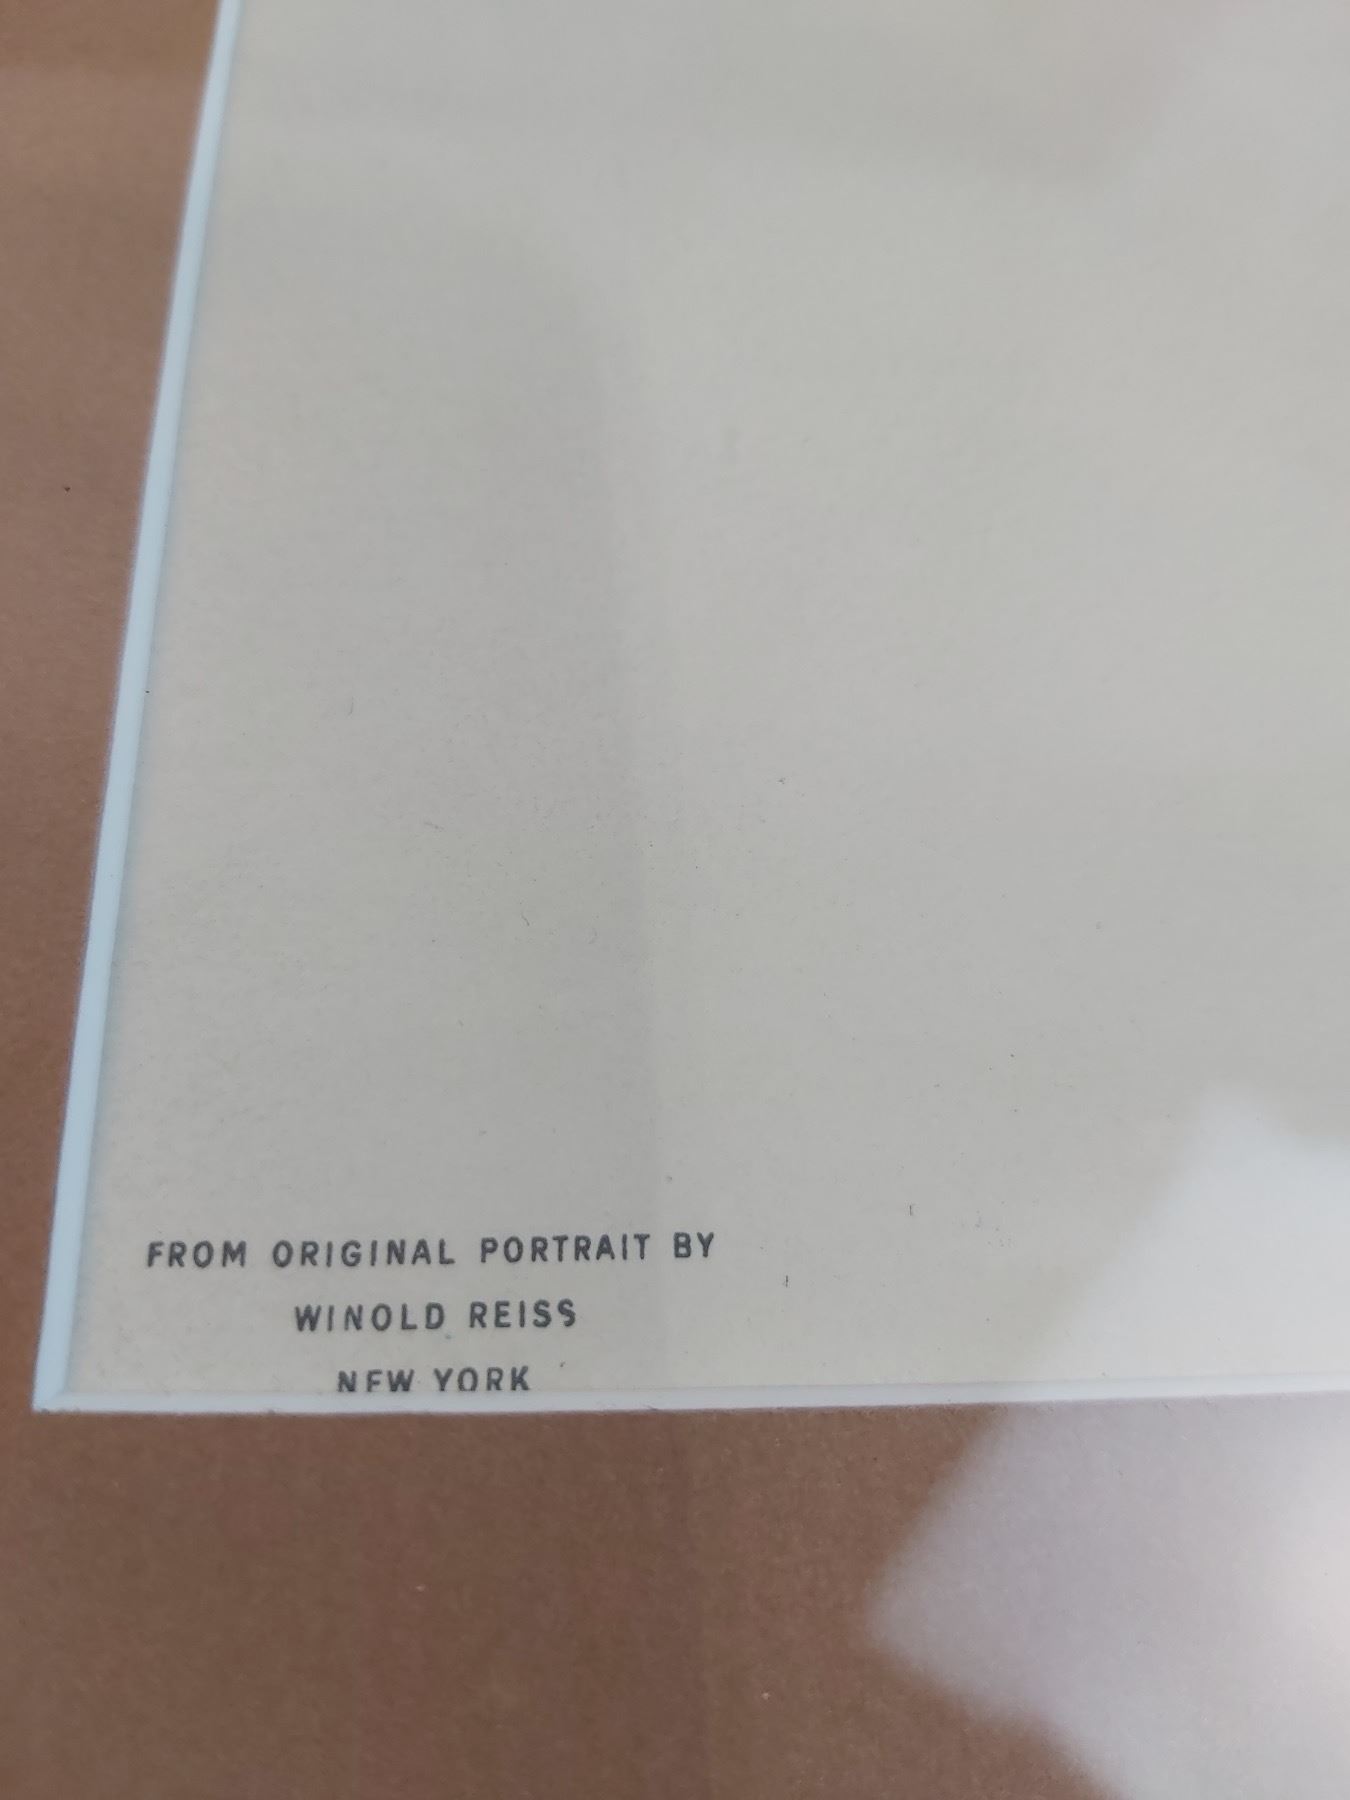 FROM ORIGINAL PORTRAIT BY
WINOLD REISS
NEW YORK